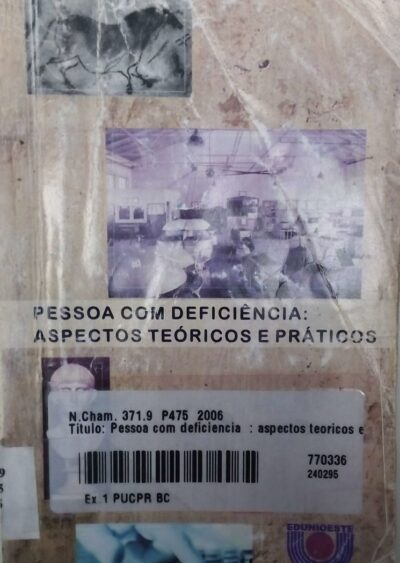 PESSOA COM DEFICIÊNCIA:
ASPECTOS TEÓRICOS E PRÁTICOS
N.Cham. 371.9 P475 2006
Título: Pessoa com deficiencia : aspectos teoricos e
770336
240295
Ex.1 PUCPR BC
EDUNIOESTE